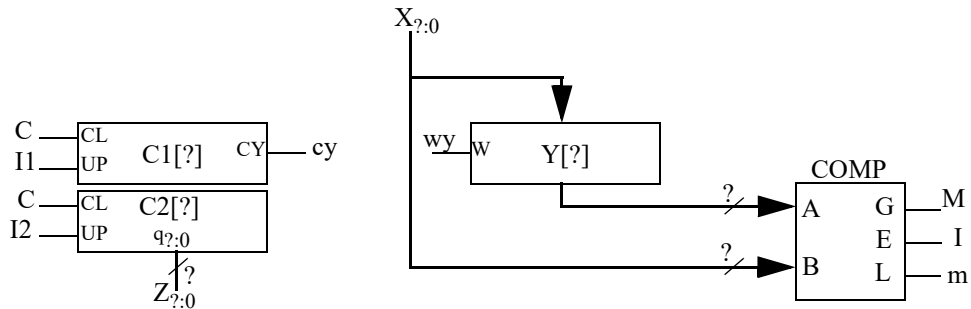 X?:0
C CL C1[?] CY cy
I1 UP
wy W Y[?]
C CL C2[?]
I2 UP q?:0
? Z?:0
COMP
? A G M
E I
? B L m